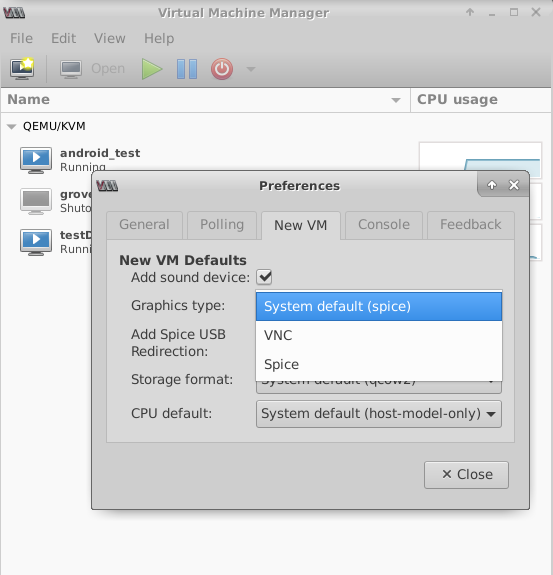 Virtual Machine Manager
File Edit View Help
Open
Name CPU usage
QEMU/KVM
android_test
Running
Preferences
grove
Shuto
General Polling New VM Console Feedback
testD
Runni
New VM Defaults
Add sound device:
Graphics type: System default (spice)
Add Spice USB VNC
Redirection: Spice
Storage format: System default (qcow2)
CPU default: System default (host-model-only)
Close